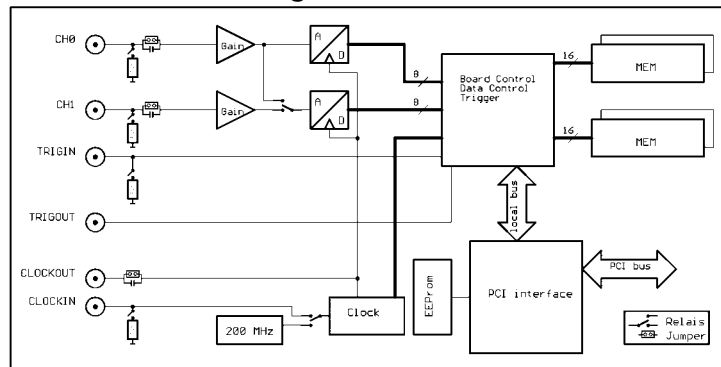 CH0
Gain
A
D
8
Board Control
Data Control
Trigger
16
MEM
CH1
Gain
A
D
8
16
MEM
TRIGIN
TRIGOUT
local bus
CLOCKOUT
CLOCKIN
200 MHz
Clock
EEProm
PCI interface
PCI bus
Relais
Jumper